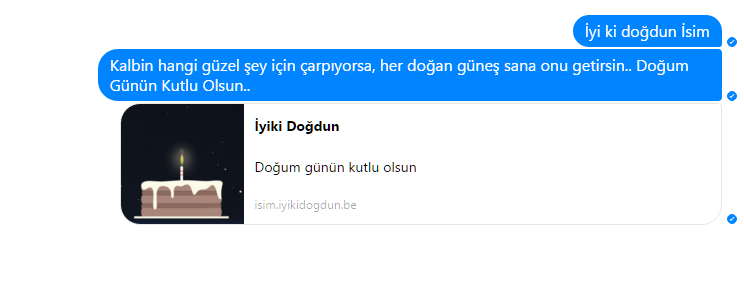 İyi ki doğdun İsim
Kalbin hangi güzel şey için çarpıyorsa, her doğan güneş sana onu getirsin.. Doğum
Günün Kutlu Olsun..
İyiki Doğdun
Doğum günün kutlu olsun
isim.iyikidogdun.be